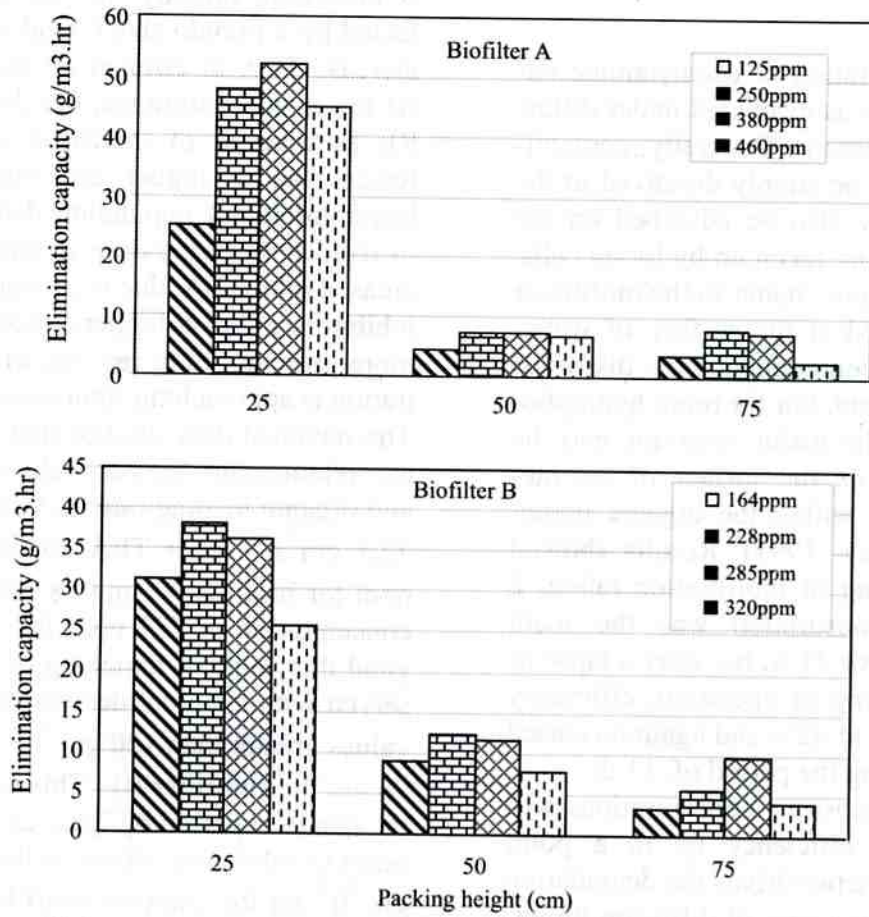 Biofilter A
Elimination capacity (g/m3.hr)
60
50
40
30
20
10
0
125ppm
250ppm
380ppm
460ppm
25
50
75
Biofilter B
Elimination capacity (g/m3.hr)
45
40
35
30
25
20
15
10
5
0
164ppm
228ppm
285ppm
320ppm
25
50
75
Packing height (cm)